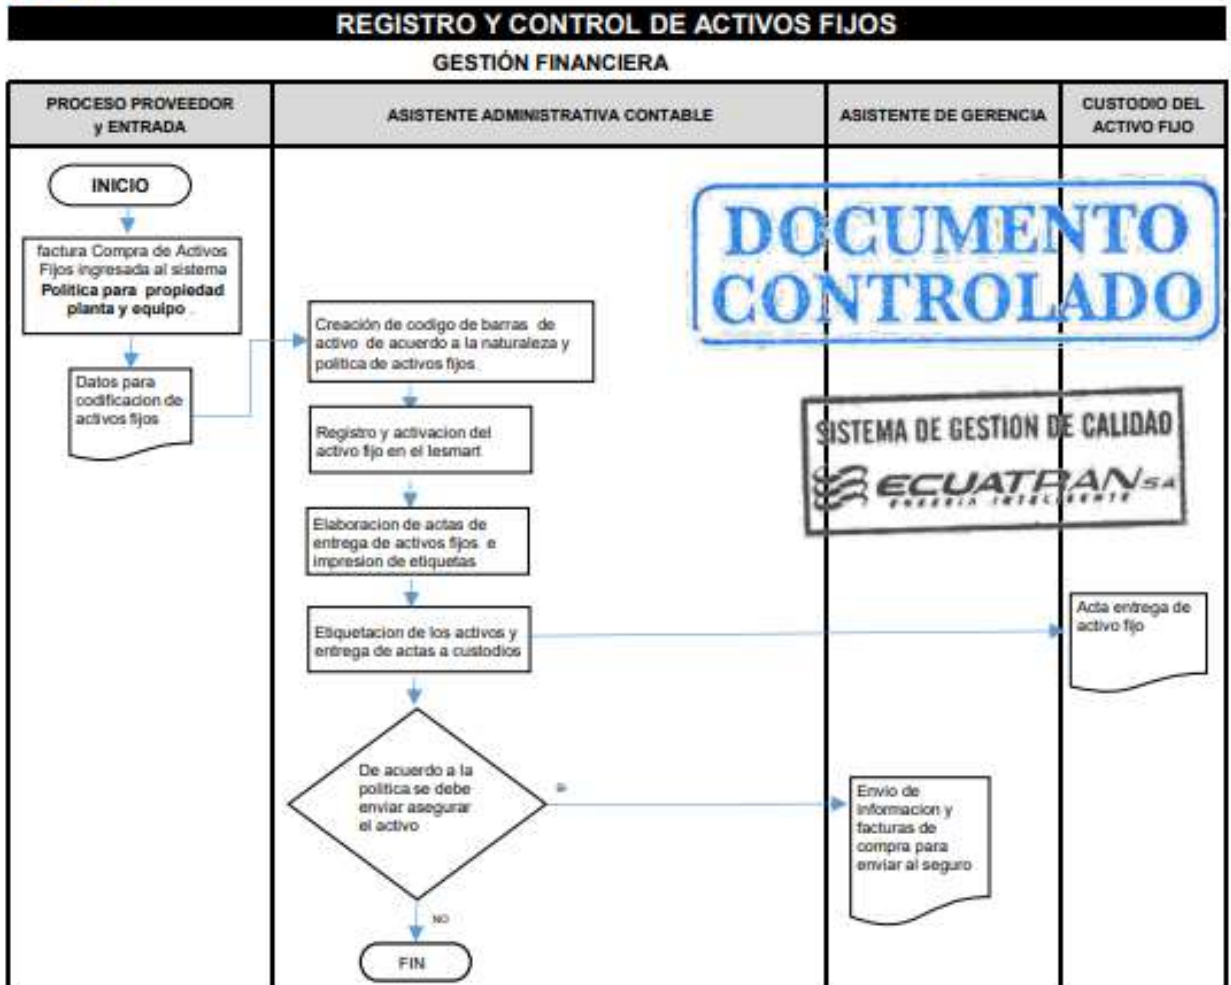 REGISTRO Y CONTROL DE ACTIVOS FIJOS
GESTIÓN FINANCIERA
PROCESO PROVEEDOR
y ENTRADA
ASISTENTE ADMINISTRATIVA CONTABLE
ASISTENTE DE GERENCIA
CUSTODIO DEL
ACTIVO FIJO
INICIO
factura Compra de Activos
Fijos ingresada al sistema
Politica para propiedad
planta y equipo .
Datos para
codificacion de
activos fijos
Creación de codigo de barras de
activo de acuerdo a la naturaleza y
politica de activos fijos
Registro y activacion del
activo fijo en el Iesmart
Elaboracion de actas de
entrega de activos fijos e
impresion de etiquetas
Etiquetacion de los activos y
entrega de actas a custodios
De acuerdo a la
politica se debe
enviar asegurar
el activo
NO
FIN
DOCUMENTO
CONTROLADO
SISTEMA DE GESTION DE CALIDAD
ECUATRAN SA
ENERGIA INTELIGENTE
Acta entrega de
activo fijo
Envio de
informacion y
facturas de
compra para
enviar al seguro